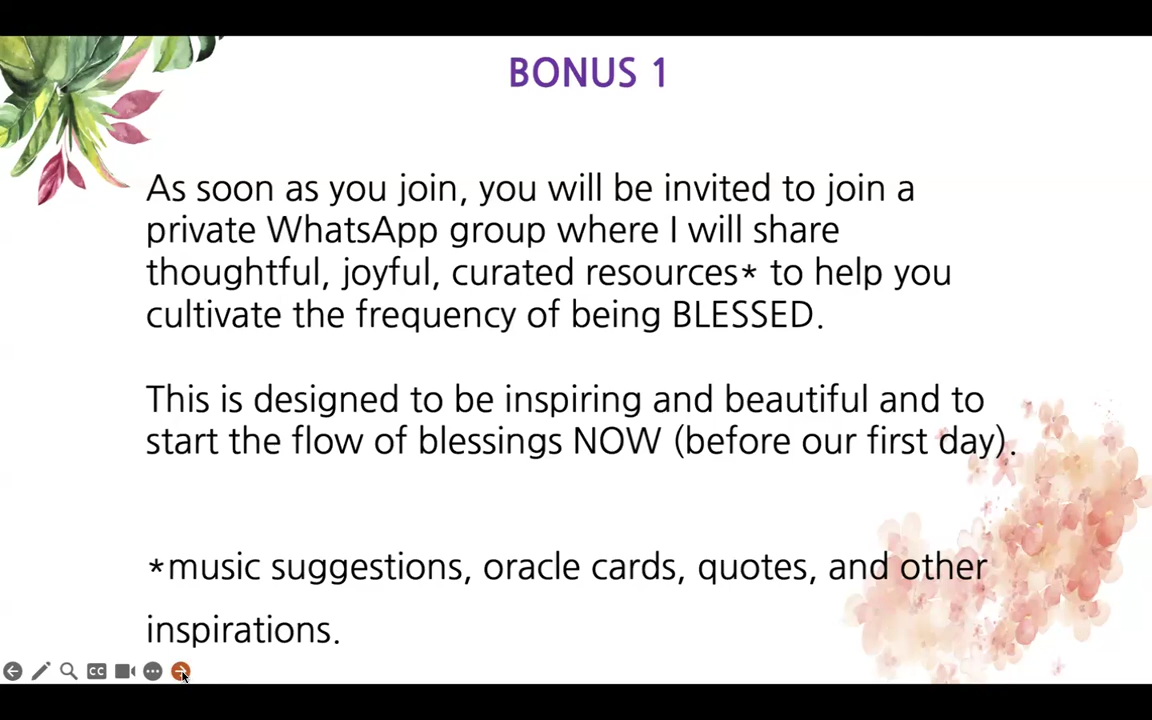 BONUS 1
As soon as you join, you will be invited to join a
private WhatsApp group where I will share
thoughtful, joyful, curated resources* to help you
cultivate the frequency of being BLESSED.
This is designed to be inspiring and beautiful and to
start the flow of blessings NOW (before our first day).
*music suggestions, oracle cards, quotes, and other
inspirations.
CC